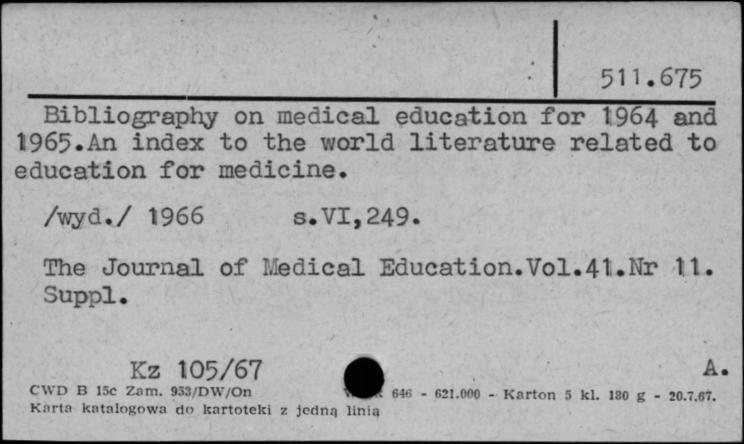 511.675
Bibliography on medical education for 1964 and
1965.An index to the world literature related to
education for medicine.
/wyd./ 1966 s.VI,249.
The Journal of Medical Education.Vol.41.Nr 11.
Suppl.
Kz 105/67 A.
CWD B 15c Zam. 953/DW/On 646 - 621.000 - Karton 5 kl. 180 g - 20.7.67.
Karta katalogowa do kartoteki z jedną linią